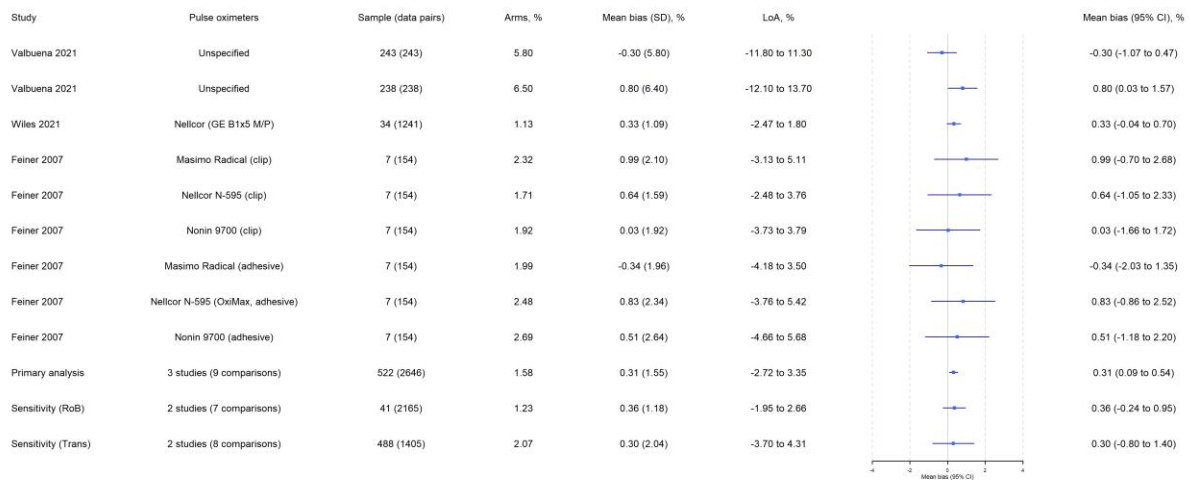 Study Pulse oximeters Sample (data pairs) Arms, % Mean bias (SD), % LoA, % Mean bias (95% CI), %
Valbuena 2021 Unspecified 243 (243) 5.80 -0.30 (5.80) -11.80 to 11.30 -0.30 (-1.07 to 0.47)
Valbuena 2021 Unspecified 238 (238) 6.50 0.80 (6.40) -12.10 to 13.70 0.80 (0.03 to 1.57)
Wiles 2021 Nellcor (GE B1x5 M/P) 34 (1241) 1.13 0.33 (1.09) -2.47 to 1.80 0.33 (-0.04 to 0.70)
Feiner 2007 Masimo Radical (clip) 7 (154) 2.32 0.99 (2.10) -3.13 to 5.11 0.99 (-0.70 to 2.68)
Feiner 2007 Nellcor N-595 (clip) 7 (154) 1.71 0.64 (1.59) -2.48 to 3.76 0.64 (-1.05 to 2.33)
Feiner 2007 Nonin 9700 (clip) 7 (154) 1.92 0.03 (1.92) -3.73 to 3.79 0.03 (-1.66 to 1.72)
Feiner 2007 Masimo Radical (adhesive) 7 (154) 1.99 -0.34 (1.96) -4.18 to 3.50 -0.34 (-2.03 to 1.35)
Feiner 2007 Nellcor N-595 (OxiMax, adhesive) 7 (154) 2.48 0.83 (2.34) -3.76 to 5.42 0.83 (-0.86 to 2.52)
Feiner 2007 Nonin 9700 (adhesive) 7 (154) 2.69 0.51 (2.64) -4.66 to 5.68 0.51 (-1.18 to 2.20)
Primary analysis 3 studies (9 comparisons) 522 (2646) 1.58 0.31 (1.55) -2.72 to 3.35 0.31 (0.09 to 0.54)
Sensitivity (RoB) 2 studies (7 comparisons) 41 (2165) 1.23 0.36 (1.18) -1.95 to 2.66 0.36 (-0.24 to 0.95)
Sensitivity (Trans) 2 studies (8 comparisons) 488 (1405) 2.07 0.30 (2.04) -3.70 to 4.31 0.30 (-0.80 to 1.40)
-4 -2 0 2 4
Mean bias (95% CI)